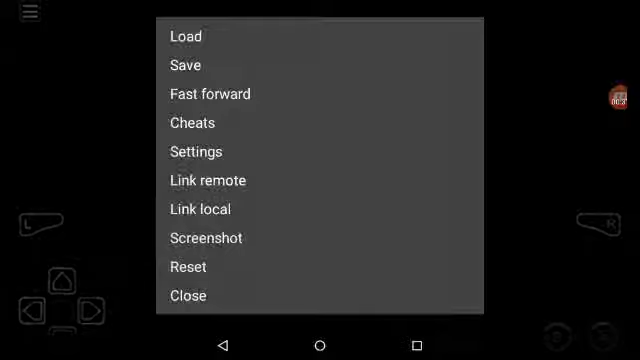 Load
Save
Fast forward
Cheats
Settings
Link remote
Link local
Screenshot
Reset
Close
L
R